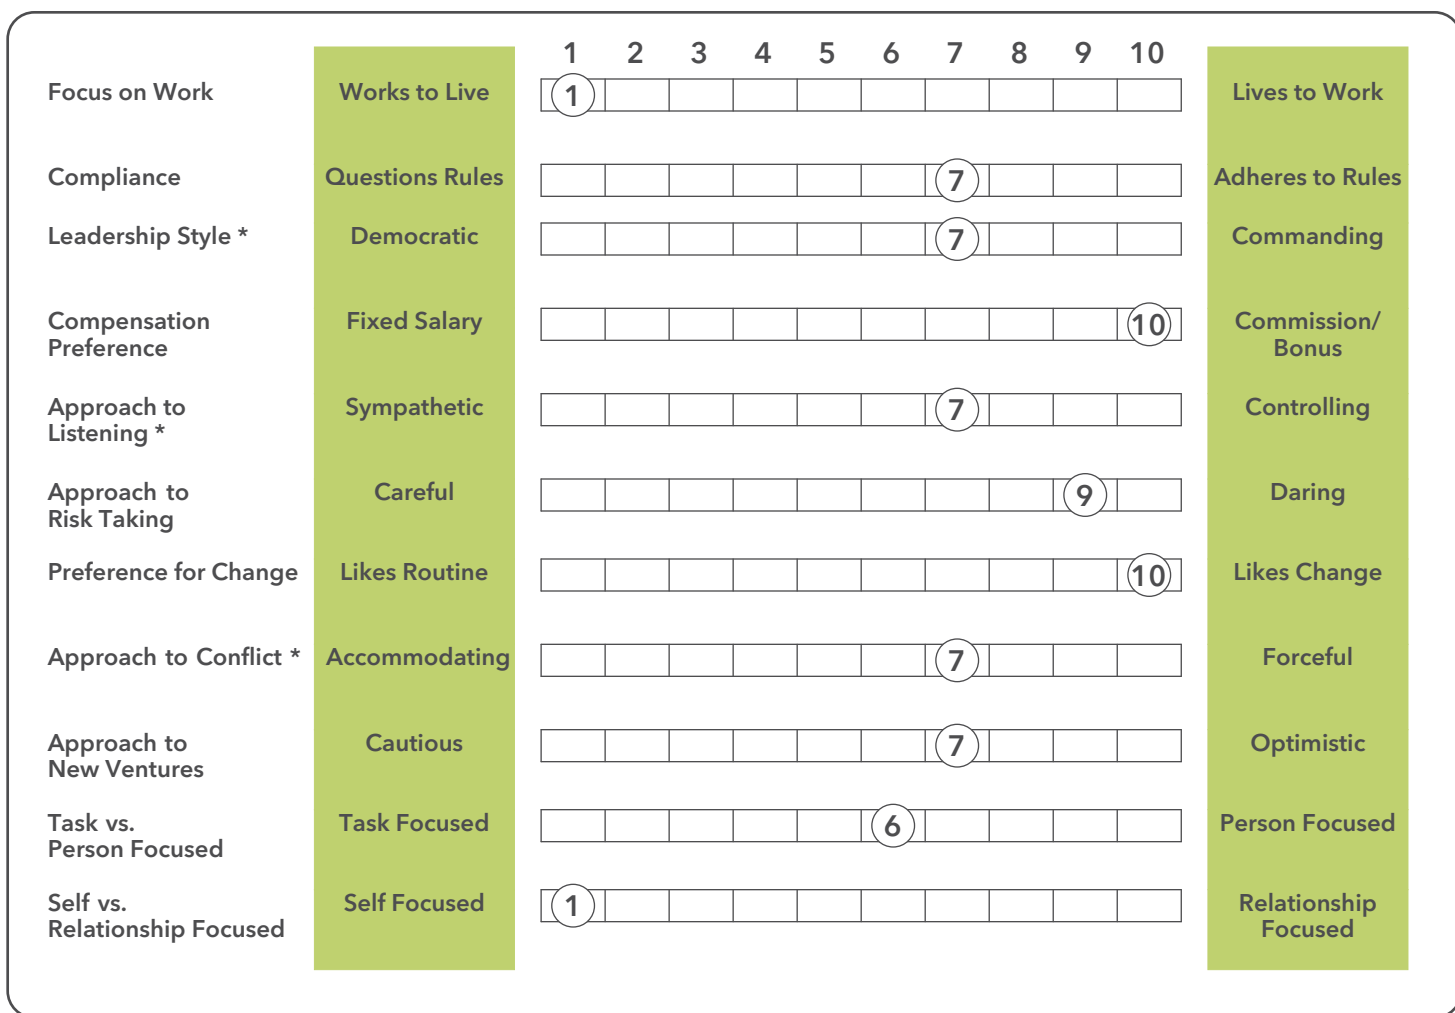 1 2 3 4 5 6 7 8 9 10
Focus on Work Works to Live 1 Lives to Work
Compliance Questions Rules 7 Adheres to Rules
Leadership Style * Democratic 7 Commanding
Compensation Fixed Salary 10 Commission/
Preference Bonus
Approach to Sympathetic 7 Controlling
Listening *
Approach to Careful 9 Daring
Risk Taking
Preference for Change Likes Routine 10 Likes Change
Approach to Conflict * Accommodating 7 Forceful
Approach to Cautious 7 Optimistic
New Ventures
Task vs. Task Focused 6 Person Focused
Person Focused
Self vs. Self Focused 1 Relationship
Relationship Focused Focused